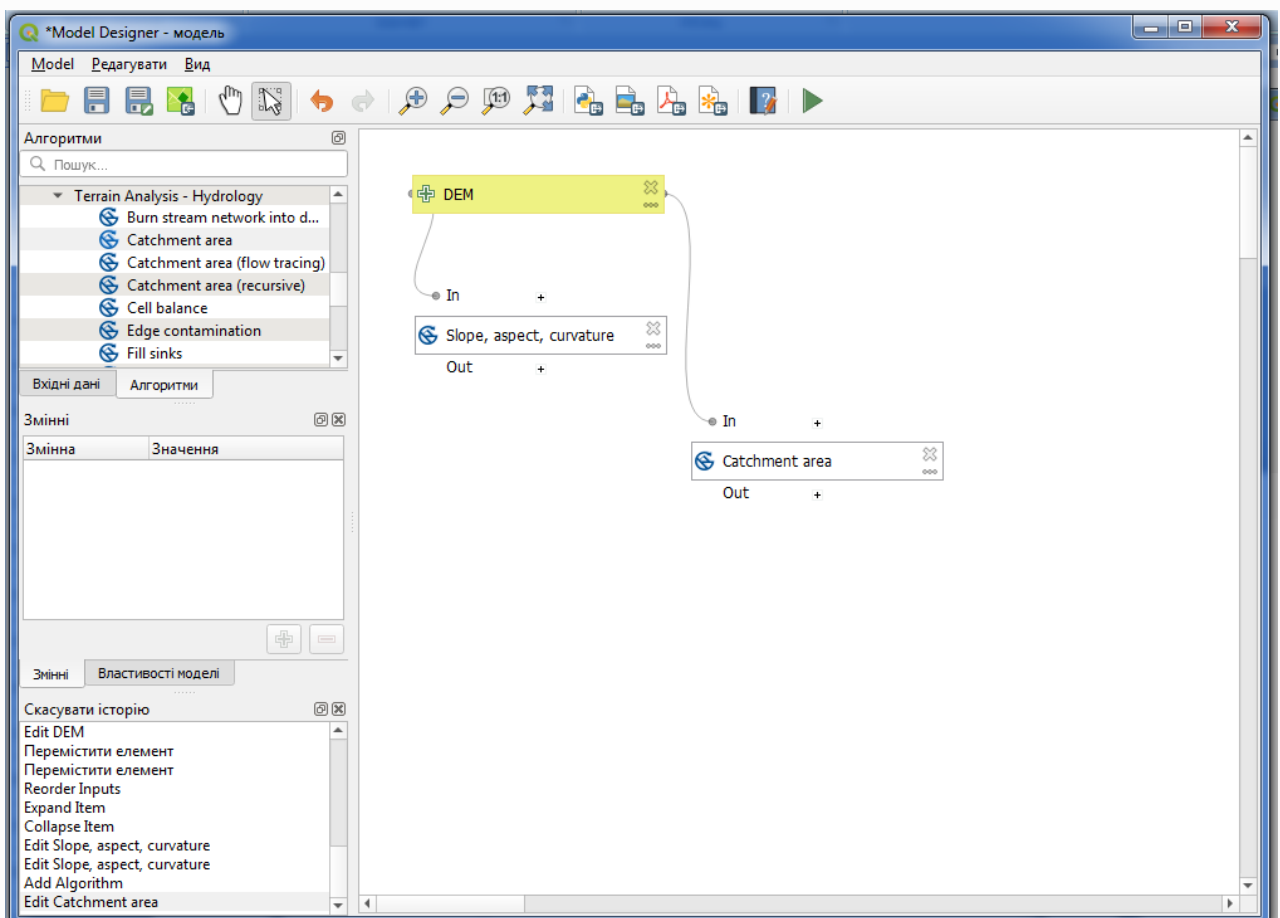 *Model Designer - модель
Model Редагувати Вид
1:1
Алгоритми
Пошук...
Terrain Analysis - Hydrology
Burn stream network into d...
Catchment area
Catchment area (flow tracing)
Catchment area (recursive)
Cell balance
Edge contamination
Fill sinks
Вхідні дані Алгоритми
Змінні
Змінна Значення
Змінні Властивості моделі
Скасувати історію
Edit DEM
Перемістити елемент
Перемістити елемент
Reorder Inputs
Expand Item
Collapse Item
Edit Slope, aspect, curvature
Edit Slope, aspect, curvature
Add Algorithm
Edit Catchment area
DEM
In +
Slope, aspect, curvature
Out +
In +
Catchment area
Out +